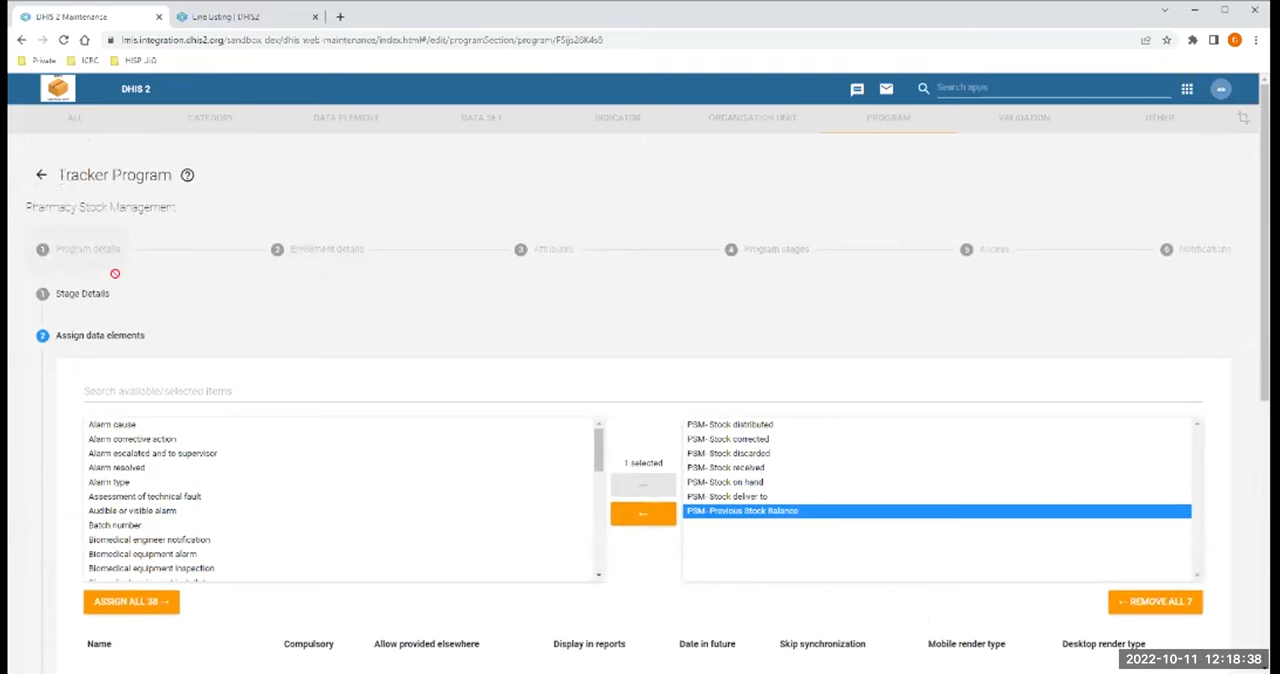 DHIS 2 Maintenance
Line Listing | DHIS2
lmis.integration.dhis2.org/sandbox-dev/dhis-web-maintenance/index.html#/edit/programSection/program/
Private ICRC HISP JIO
G
DHIS 2
Search apps
ALL CATEGORY DATA ELEMENT DATA SET INDICATOR ORGANISATION UNIT PROGRAM VALIDATION OTHER
Tracker Program
Pharmacy Stock Management
1 Program details 2 Enrollment details 3 Attributes 4 Program stages 5 Access 6 Notifications
1 Stage Details
2 Assign data elements
Search available/selected items
Alarm cause
Alarm corrective action
Alarm escalated and to supervisor
Alarm resolved
Alarm type
Assessment of technical fault
Audible or visible alarm
Batch number
Biomedical engineer notification
Biomedical equipment alarm
Biomedical equipment inspection
1 selected
→
←
PSM- Stock distributed
PSM- Stock corrected
PSM- Stock discarded
PSM- Stock received
PSM- Stock on hand
PSM- Stock deliver to
PSM- Previous Stock Balance
ASSIGN ALL 38 →
← REMOVE ALL 7
Name Compulsory Allow provided elsewhere Display in reports Date in future Skip synchronization Mobile render type Desktop render type
2022-10-11 12:18:38